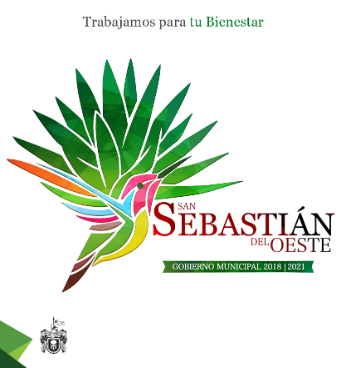 Trabajamos para tu Bienestar
SAN
SEBASTIÁN
DEL OESTE
GOBIERNO MUNICIPAL 2018 | 2021